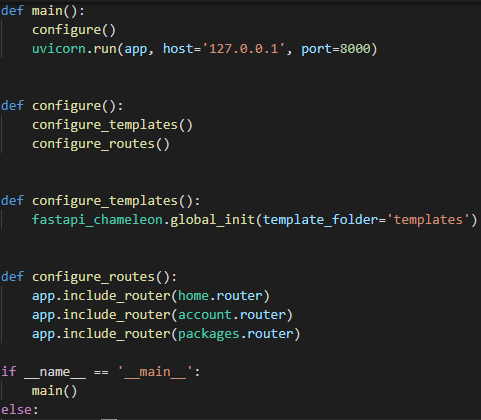 def main():
    configure()
    uvicorn.run(app, host='127.0.0.1', port=8000)
def configure():
    configure_templates()
    configure_routes()
def configure_templates():
    fastapi_chameleon.global_init(template_folder='templates')
def configure_routes():
    app.include_router(home.router)
    app.include_router(account.router)
    app.include_router(packages.router)
if __name__ == '__main__':
    main()
else: